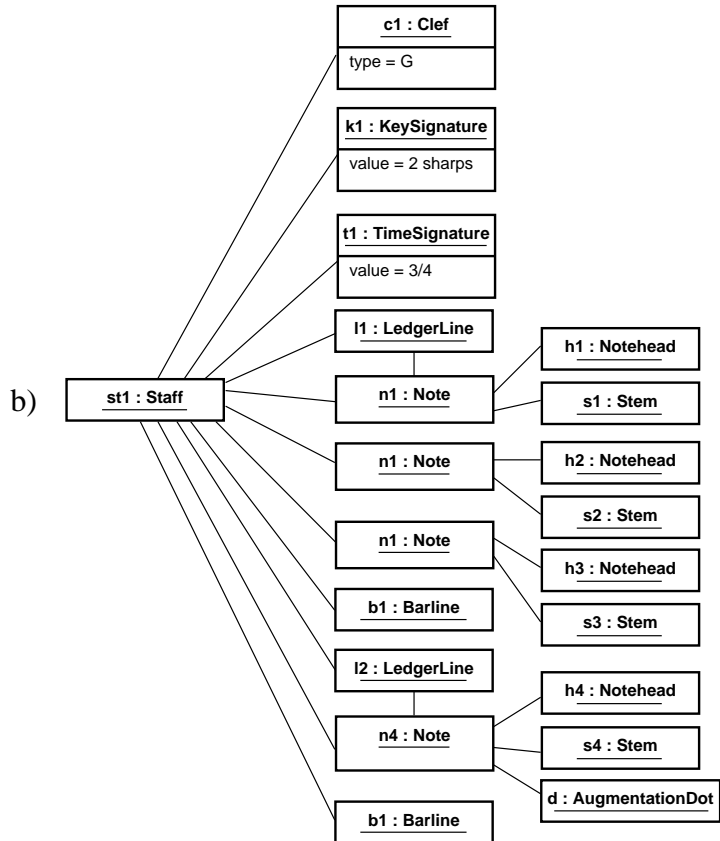 c1 : Clef
type = G
k1 : KeySignature
value = 2 sharps
t1 : TimeSignature
value = 3/4
l1 : LedgerLine
h1 : Notehead
b)
st1 : Staff
n1 : Note
s1 : Stem
n1 : Note
h2 : Notehead
s2 : Stem
n1 : Note
h3 : Notehead
b1 : Barline
s3 : Stem
l2 : LedgerLine
h4 : Notehead
n4 : Note
s4 : Stem
d : AugmentationDot
b1 : Barline